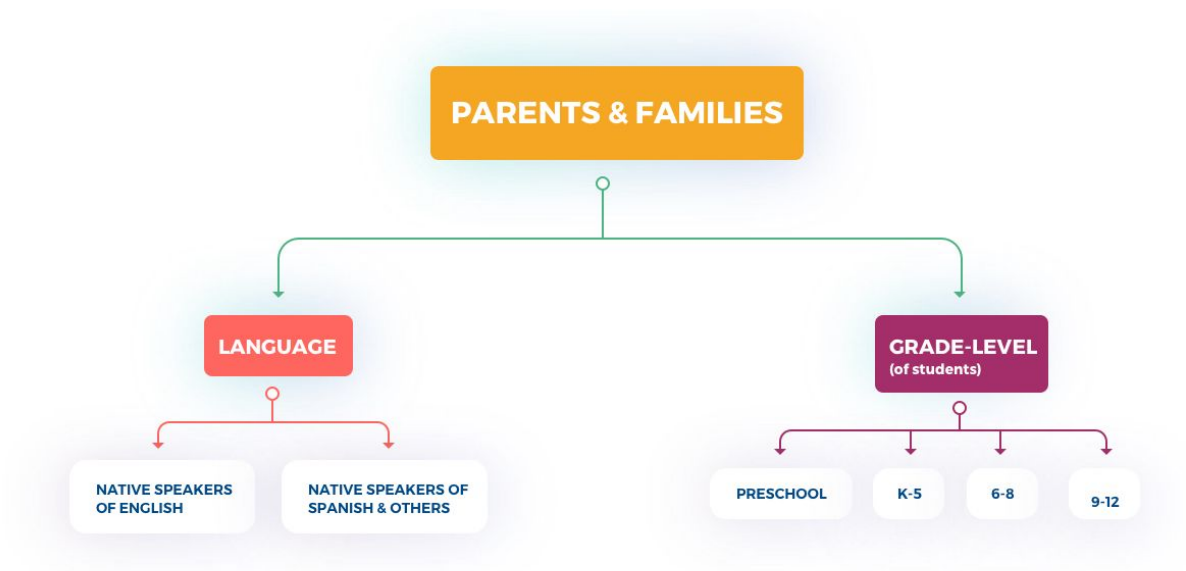 PARENTS & FAMILIES
LANGUAGE
GRADE-LEVEL
(of students)
NATIVE SPEAKERS
OF ENGLISH
NATIVE SPEAKERS OF
SPANISH & OTHERS
PRESCHOOL
K-5
6-8
9-12